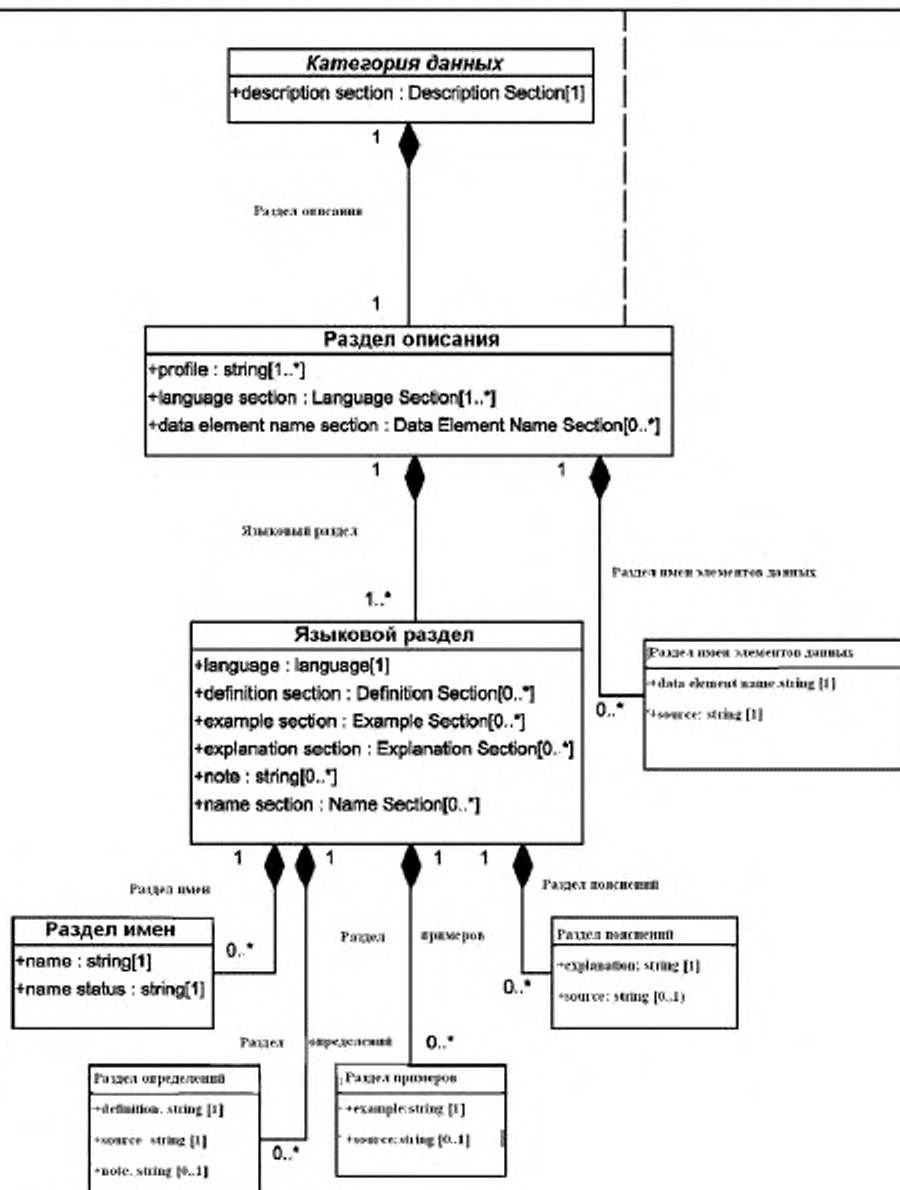 Категория данных
+description section : Description Section[1]
1
Раздел описания
1
Раздел описания
+profile : string[1..*]
+language section : Language Section[1..*]
+data element name section : Data Element Name Section[0..*]
1
1
Языковый раздел
Раздел имен элементов данных
1..*
Языковой раздел
+language : language[1]
+definition section : Definition Section[0..*]
+example section : Example Section[0..*]
+explanation section : Explanation Section[0..*]
+note : string[0..*]
+name section : Name Section[0..*]
Раздел имен элементов данных
+data element name.string [1]
+source: string [1]
0..*
1
1
1
1
Раздел имен
Раздел пояснений
Раздел имен
+name : string[1]
+name status : string[1]
0..*
Раздел примеров
Раздел пояснений
+explanation: string [1]
+source: string [0..1)
0..*
Раздел определений
0..*
Раздел определений
+definition. string [1]
+source string [1]
+note. string [0..1]
0..*
Раздел примеров
+example:string [1]
+source:string [0..1]